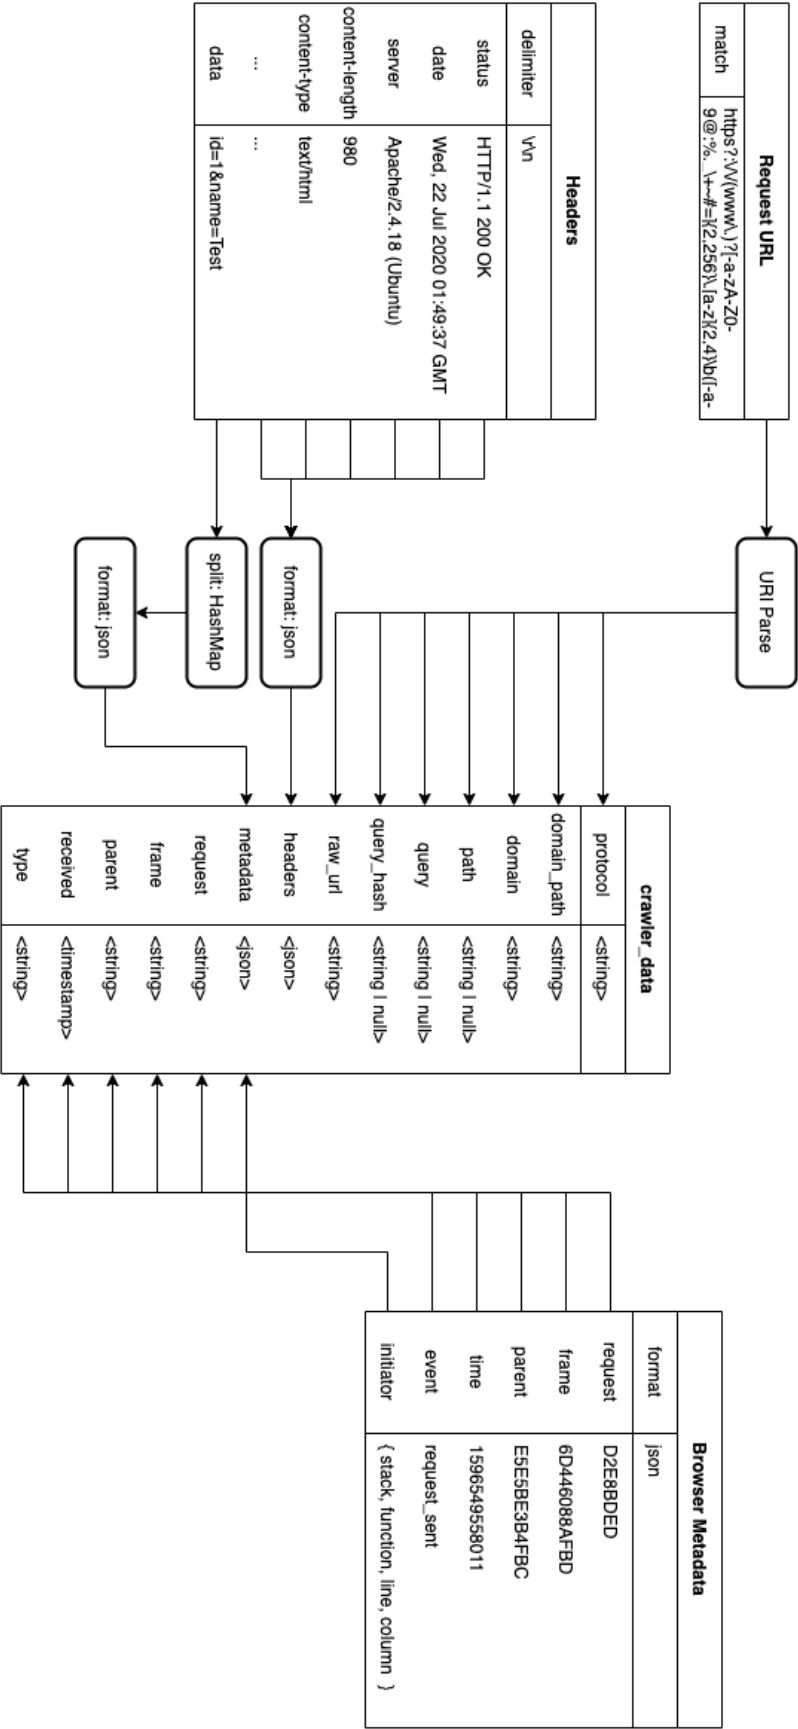 Request URL
match
https?:\/\/(www\.)?[-a-zA-Z0-
9@:%._\+~#=]{2,256}\.[a-z]{2,4}\b([-a-
Headers
delimiter \r\n
status HTTP/1.1 200 OK
date Wed, 22 Jul 2020 01:49:37 GMT
server Apache/2.4.18 (Ubuntu)
content-length 980
content-type text/html
... ...
data id=1&name=Test
URI Parse
format: json
split: HashMap
format: json
crawler_data
protocol <string>
domain_path <string>
domain <string>
path <string | null>
query <string | null>
query_hash <string | null>
raw_url <string>
headers <json>
metadata <json>
request <string>
frame <string>
parent <string>
received <timestamp>
type <string>
Browser Metadata
format json
request D2E8BDED
frame 6D446088AFBD
parent E5E5BE3B4FBC
time 1596549558011
event request_sent
initiator { stack, function, line, column }